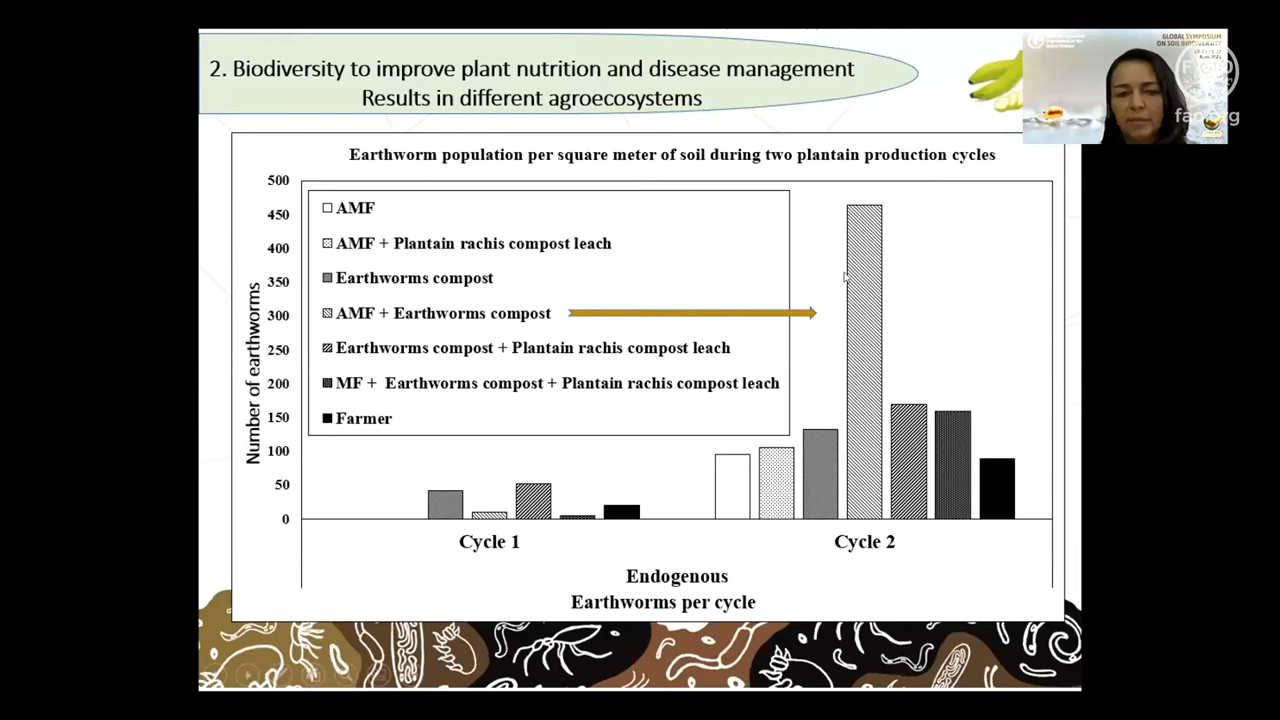 2. Biodiversity to improve plant nutrition and disease management
Results in different agroecosystems
GLOBAL SYMPOSIUM
ON SOIL BIODIVERSITY
FAO
fao.org
Earthworm population per square meter of soil during two plantain production cycles
Number of earthworms
500
450
400
350
300
250
200
150
100
50
0
AMF
AMF + Plantain rachis compost leach
Earthworms compost
AMF + Earthworms compost
Earthworms compost + Plantain rachis compost leach
MF + Earthworms compost + Plantain rachis compost leach
Farmer
Cycle 1
Cycle 2
Endogenous
Earthworms per cycle